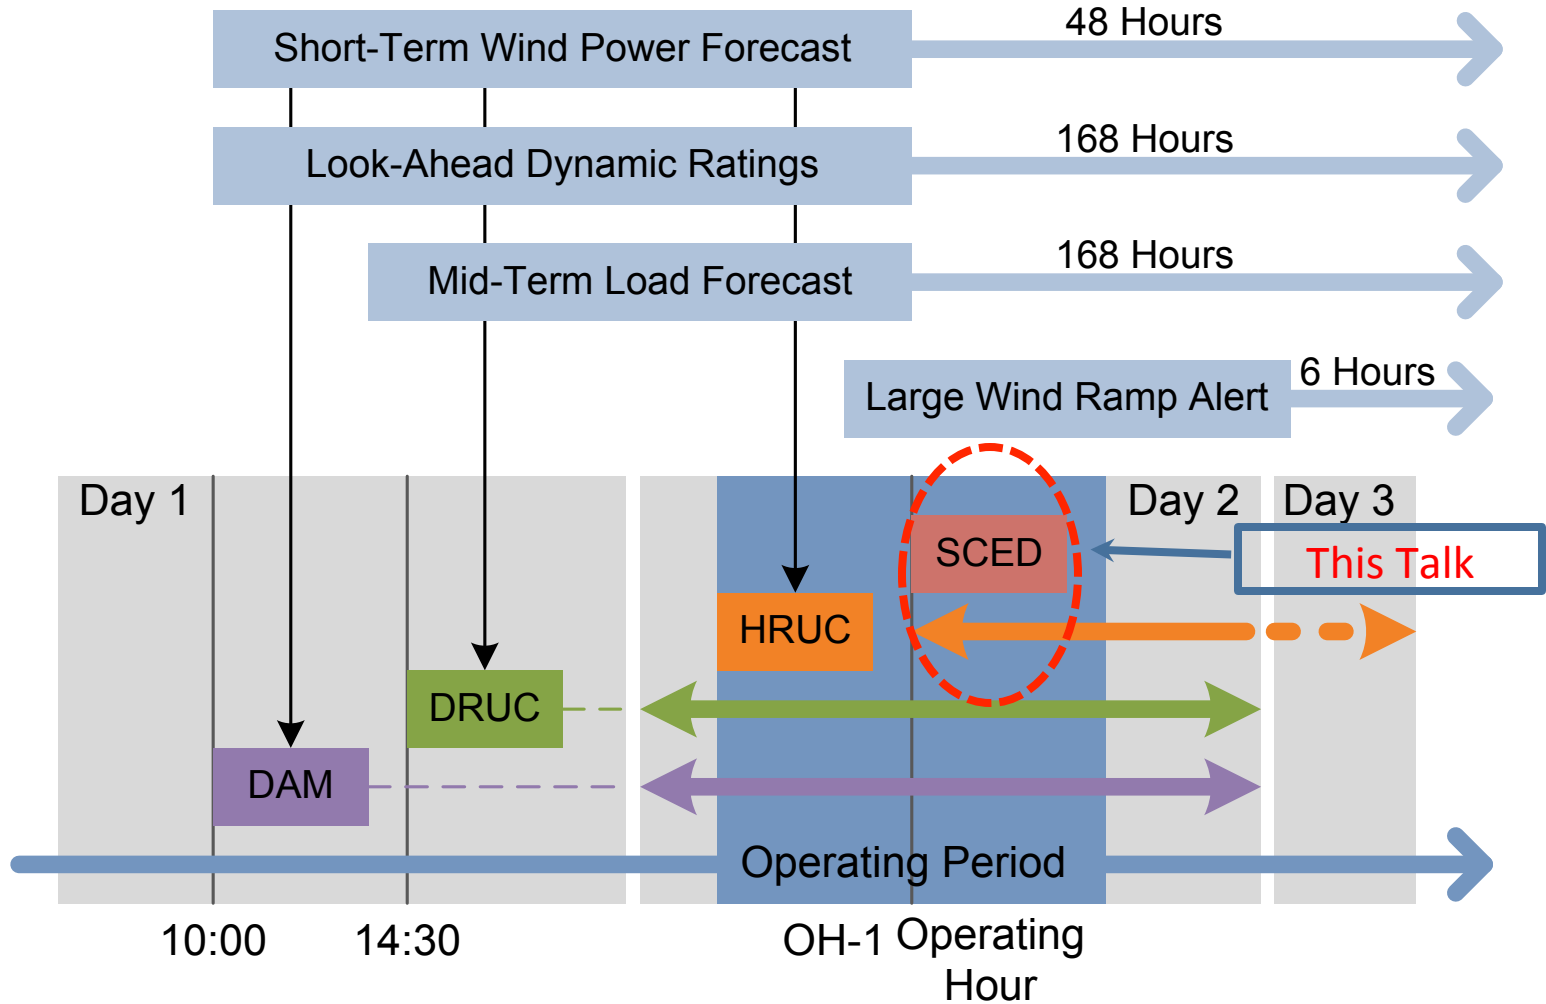 48 Hours
Short-Term Wind Power Forecast
168 Hours
Look-Ahead Dynamic Ratings
168 Hours
Mid-Term Load Forecast
6 Hours
Large Wind Ramp Alert
Day 1
Day 2
Day 3
SCED
This Talk
HRUC
DRUC
DAM
Operating Period
10:00
14:30
OH-1
Operating
Hour